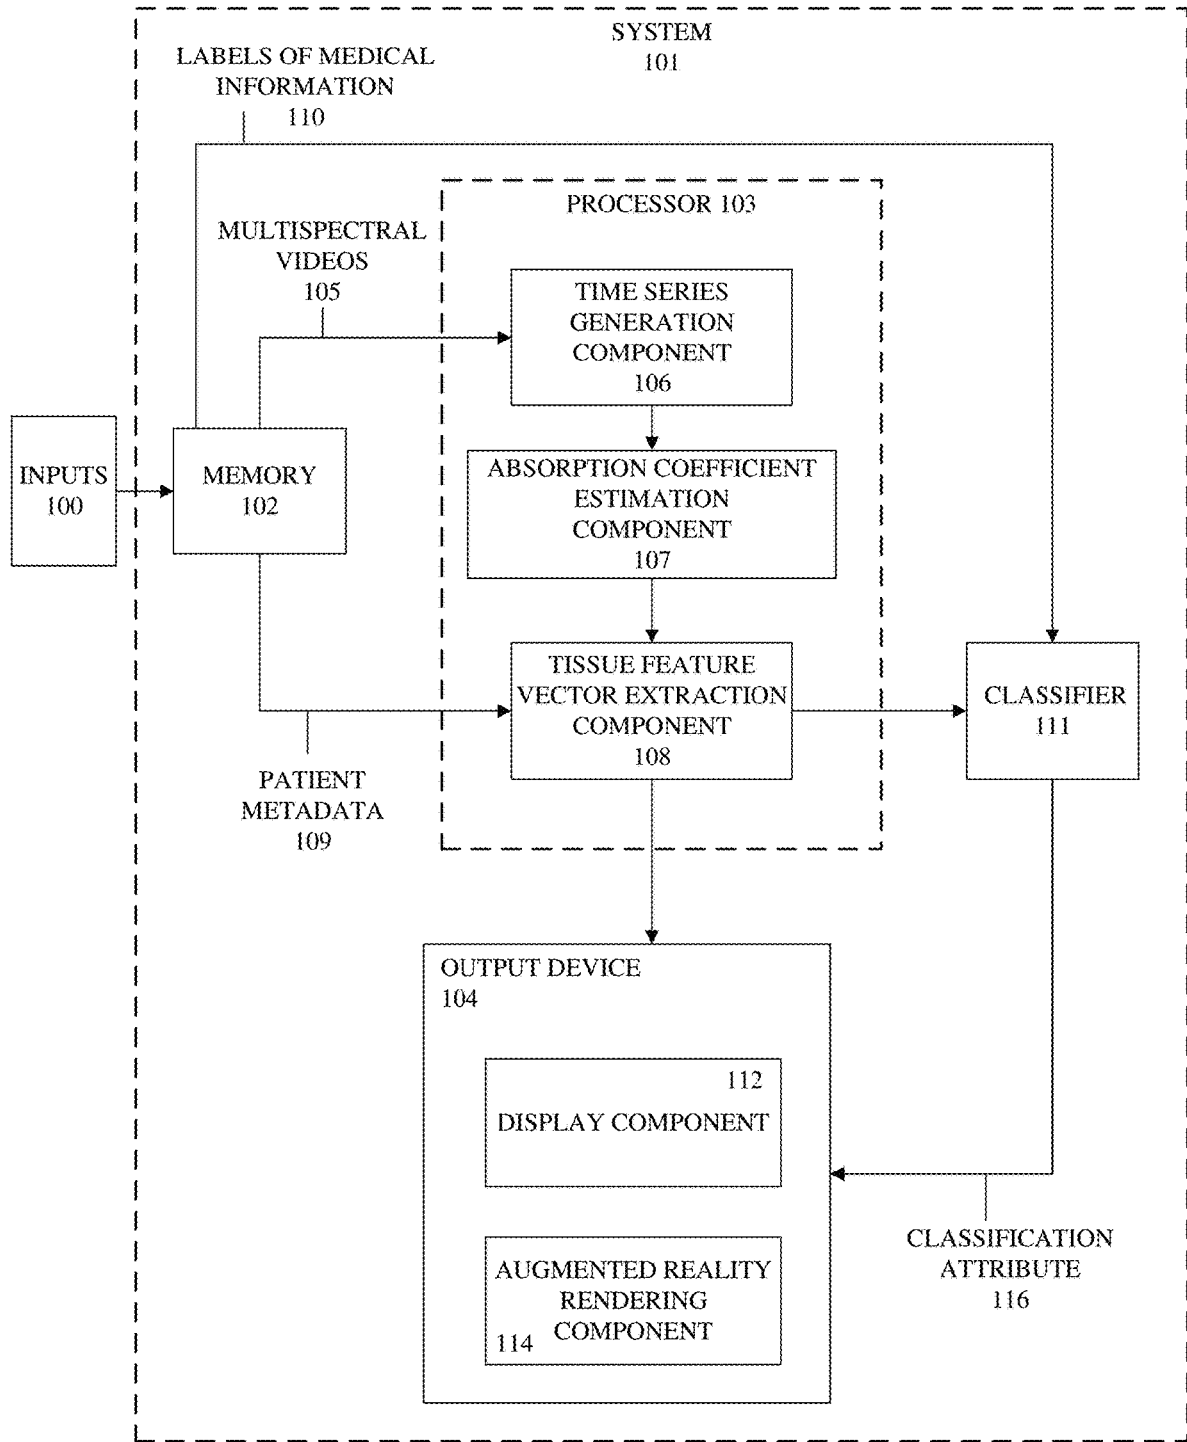 SYSTEM
101
LABELS OF MEDICAL
INFORMATION
110
PROCESSOR 103
MULTISPECTRAL
VIDEOS
105
TIME SERIES
GENERATION
COMPONENT
106
INPUTS
100
MEMORY
102
ABSORPTION COEFFICIENT
ESTIMATION
COMPONENT
107
TISSUE FEATURE
VECTOR EXTRACTION
COMPONENT
108
CLASSIFIER
111
PATIENT
METADATA
109
OUTPUT DEVICE
104
112
DISPLAY COMPONENT
AUGMENTED REALITY
RENDERING
COMPONENT
114
CLASSIFICATION
ATTRIBUTE
116